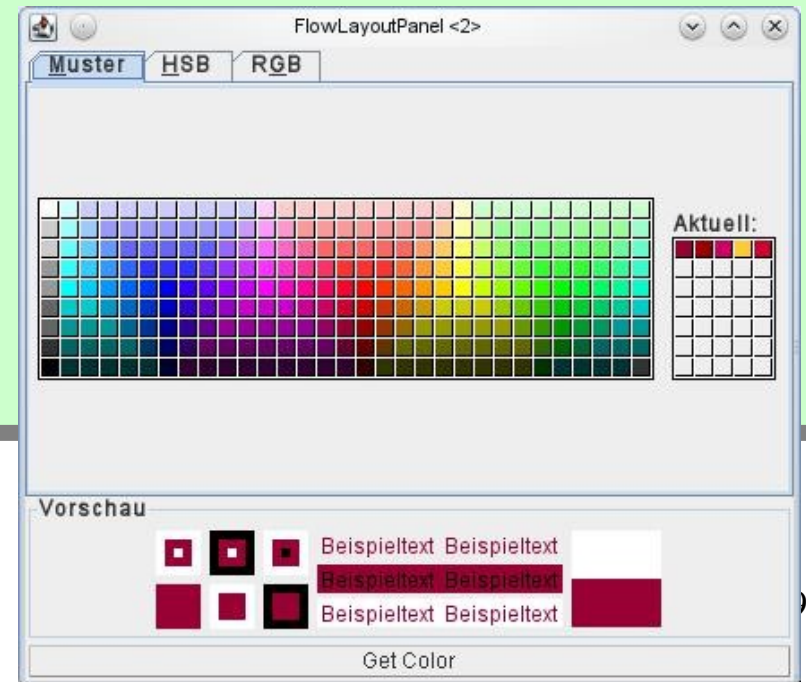 FlowLayoutPanel <2>
Muster HSB RGB
Aktuell:
Vorschau
Beispieltext Beispieltext
Beispieltext Beispieltext
Beispieltext Beispieltext
Get Color